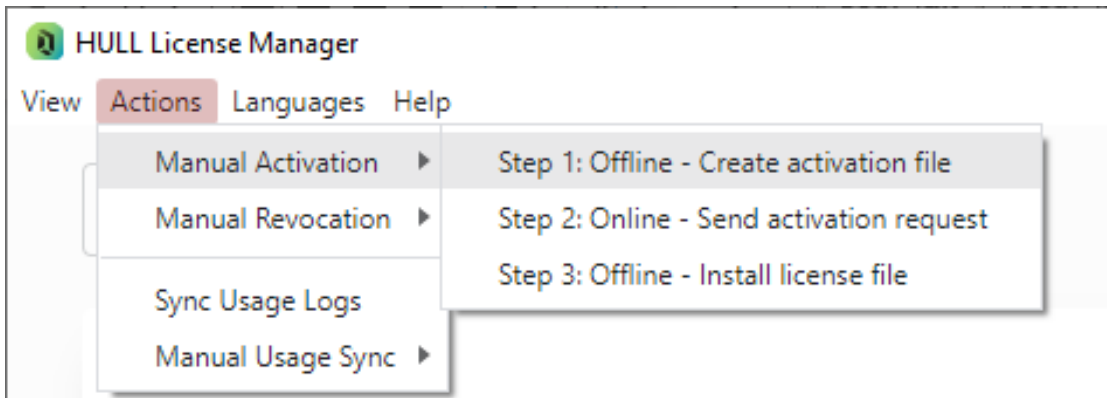 HULL License Manager
View Actions Languages Help
Manual Activation
Step 1: Offline - Create activation file
Manual Revocation
Step 2: Online - Send activation request
Step 3: Offline - Install license file
Sync Usage Logs
Manual Usage Sync